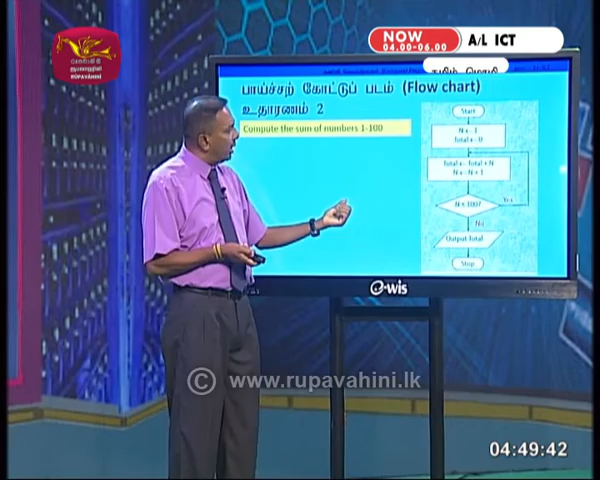 NOW
04.00-06.00
A/L ICT
தமிழ் மொழி
RUPAVAHINI
பாய்ச்சற் கோட்டுப் படம் (Flow chart)
உதாரணம் 2
Compute the sum of numbers 1-100
Start
Total ← 0
Total ← Total + N
N ← N + 1
Yes
No
Output Total
Stop
e-wis
© www.rupavahini.lk
04:49:42